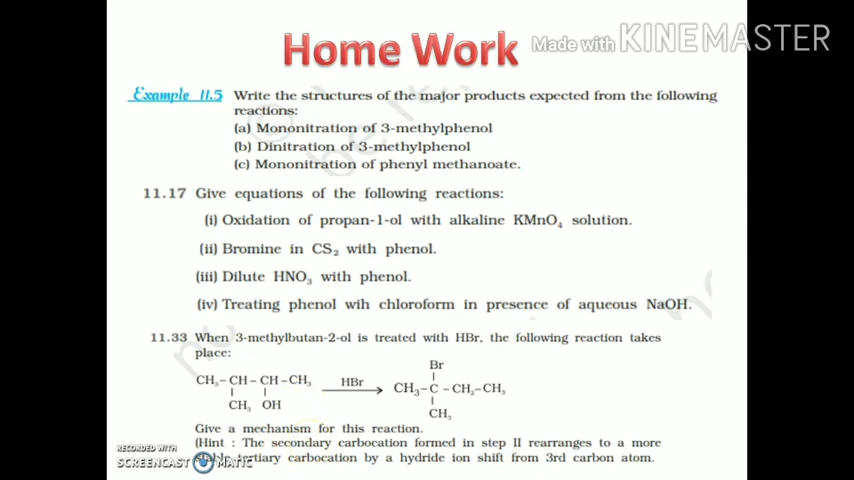 Home Work
Made with KINEMASTER
Example 11.5 Write the structures of the major products expected from the following
reactions:
(a) Mononitration of 3-methylphenol
(b) Dinitration of 3-methylphenol
(c) Mononitration of phenyl methanoate.
11.17 Give equations of the following reactions:
(i) Oxidation of propan-1-ol with alkaline KMnO₄ solution.
(ii) Bromine in CS₂ with phenol.
(iii) Dilute HNO₃ with phenol.
(iv) Treating phenol wih chloroform in presence of aqueous NaOH.
11.33 When 3-methylbutan-2-ol is treated with HBr, the following reaction takes
place:
Br
CH₃–CH–CH–CH₃ HBr CH₃–C–CH₂–CH₃
CH₃ OH CH₃
Give a mechanism for this reaction.
(Hint : The secondary carbocation formed in step II rearranges to a more
tertiary carbocation by a hydride ion shift from 3rd carbon atom.
RECORDED WITH
SCREENCAST MATIC